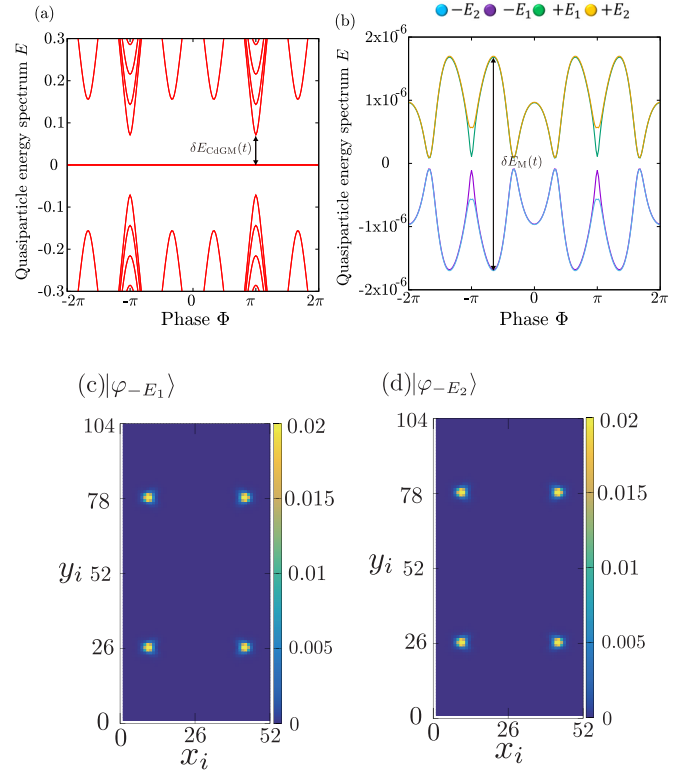 (a)
Quasiparticle energy spectrum E
0.3
0.2
0.1
0
-0.1
-0.2
-0.3
δE_CdGM(t)
-2π
-π
0
π
2π
Phase Φ
(b)
−E₂
−E₁
+E₁
+E₂
Quasiparticle energy spectrum E
2x10⁻⁶
1x10⁻⁶
0
-1x10⁻⁶
-2x10⁻⁶
δE_M(t)
-2π
-π
0
π
2π
Phase Φ
(c)|φ₋E₁⟩
104
78
52
26
0
y_i
0
26
52
x_i
0.02
0.015
0.01
0.005
0
(d)|φ₋E₂⟩
104
78
52
26
0
y_i
0
26
52
x_i
0.02
0.015
0.01
0.005
0